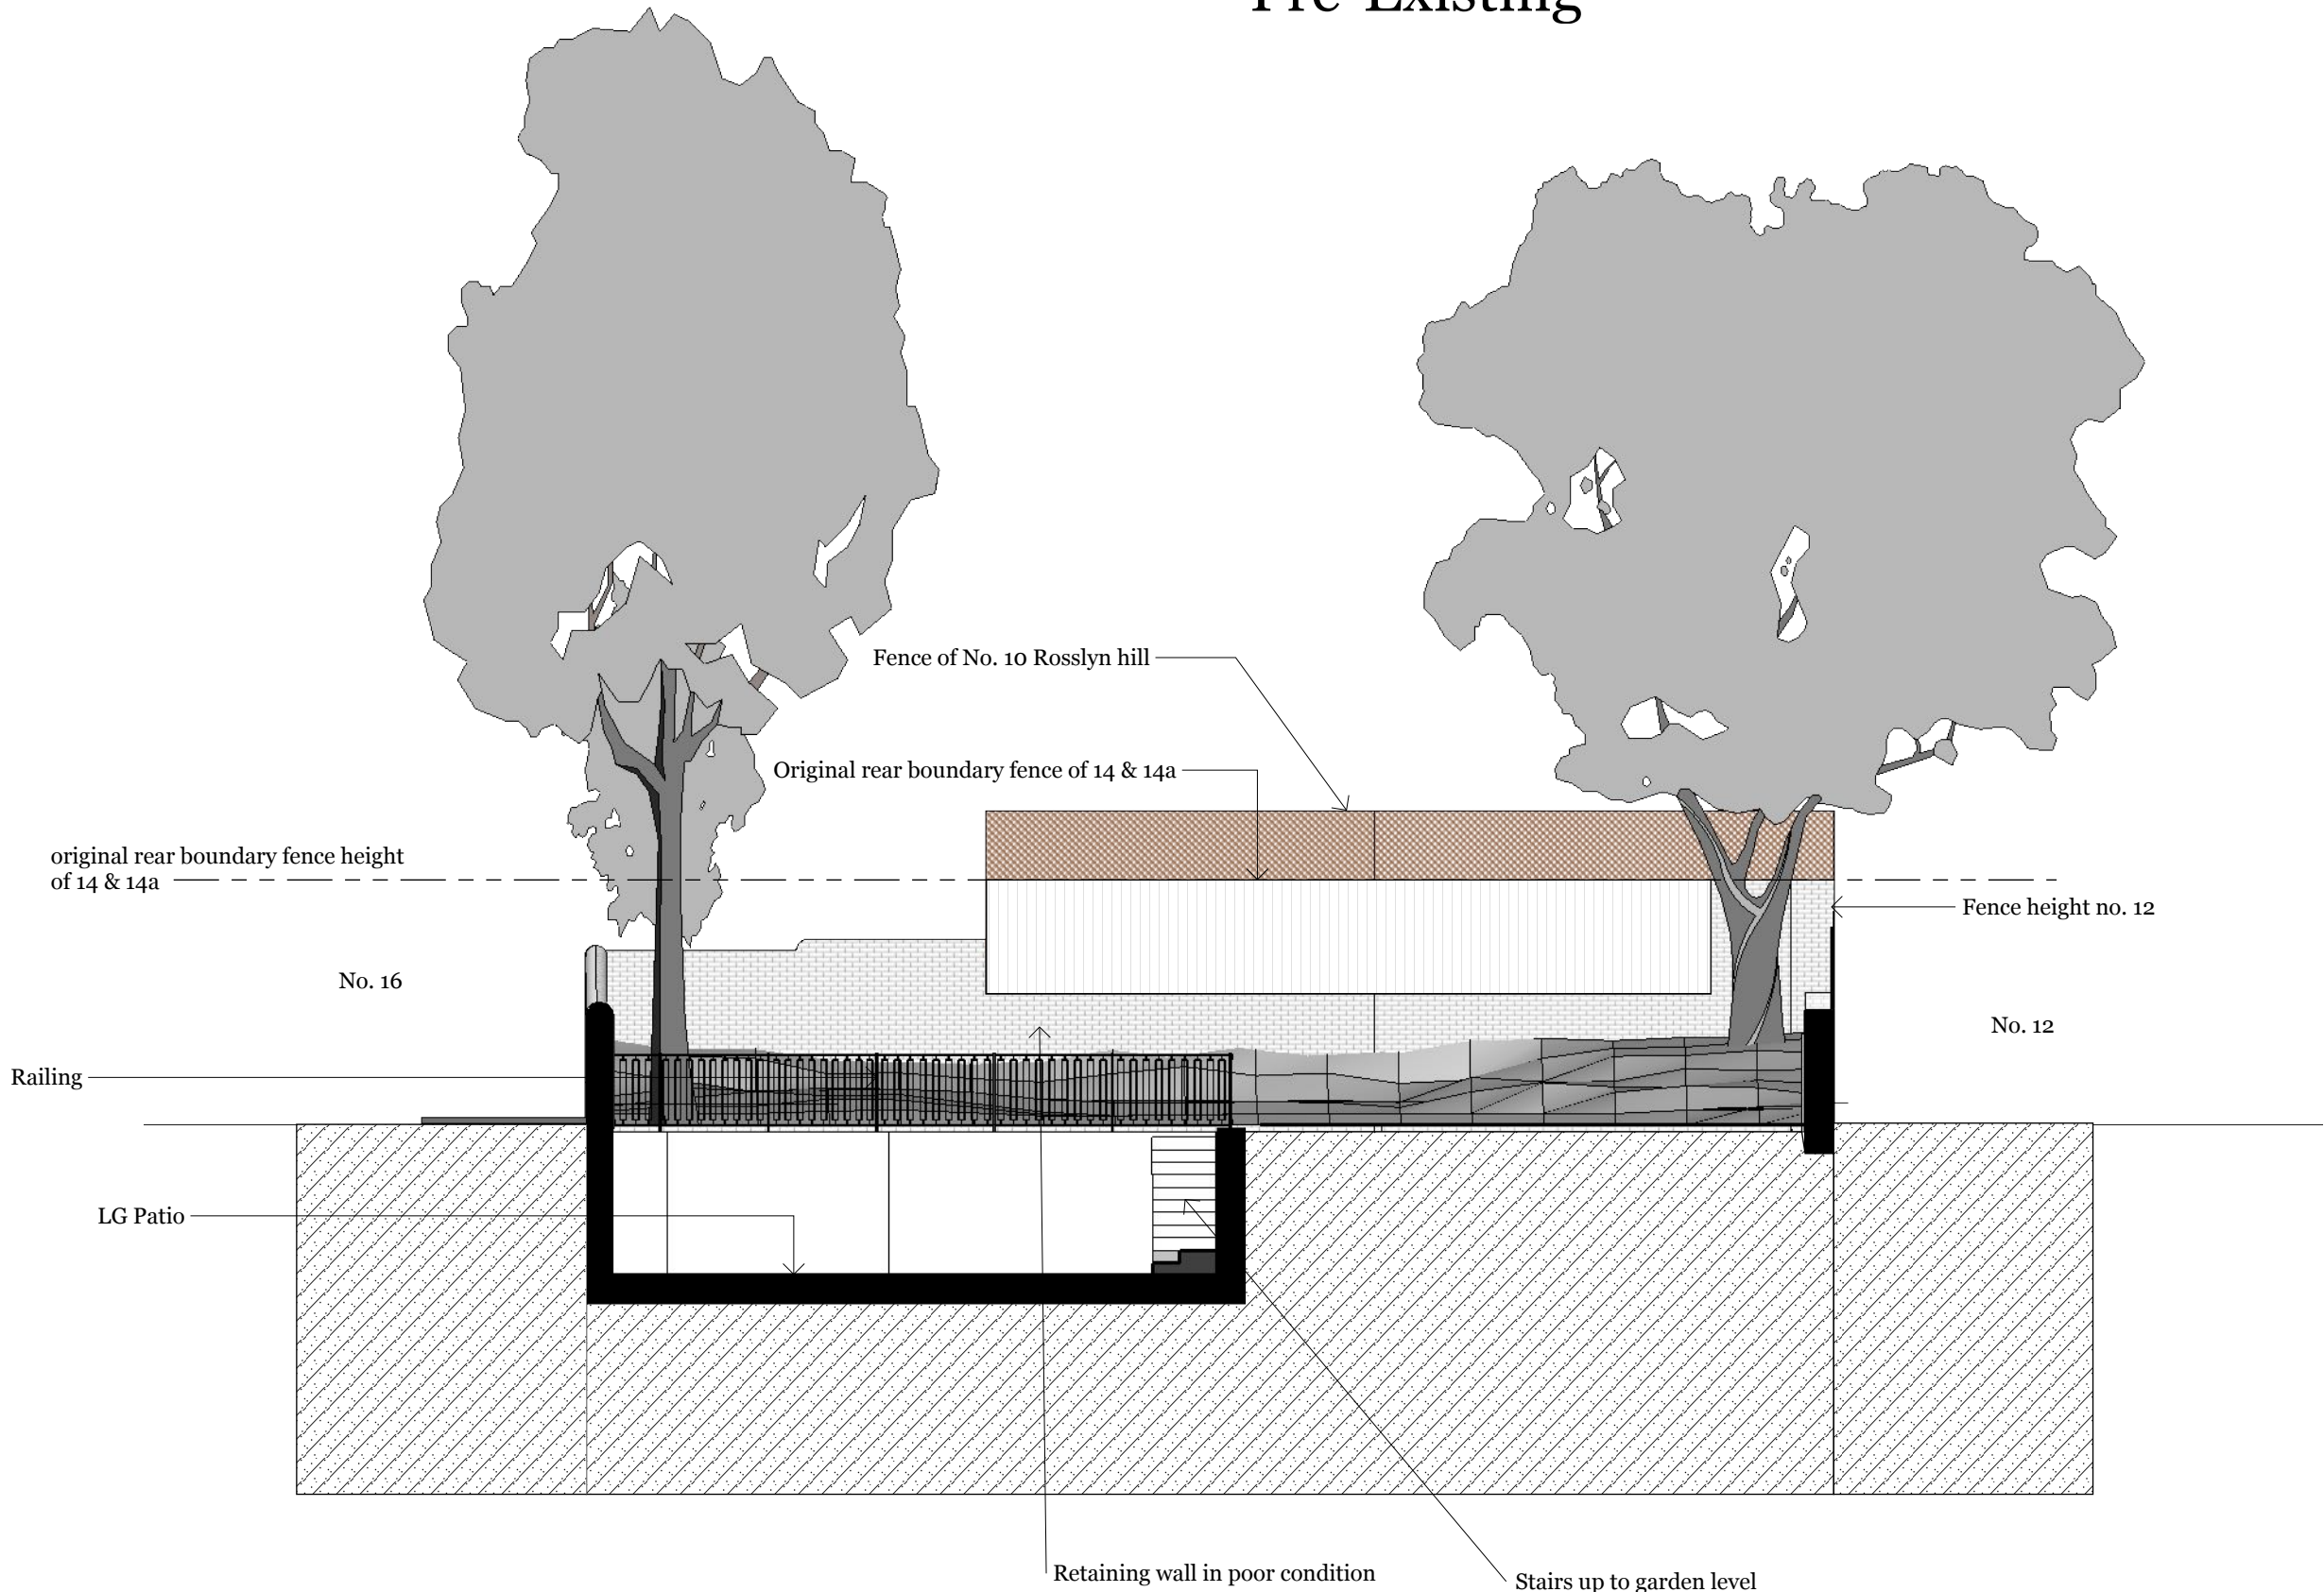 Pre-Existing
Fence of No. 10 Rosslyn hill
Original rear boundary fence of 14 & 14a
original rear boundary fence height
of 14 & 14a
Fence height no. 12
No. 16
No. 12
Railing
LG Patio
Retaining wall in poor condition
Stairs up to garden level